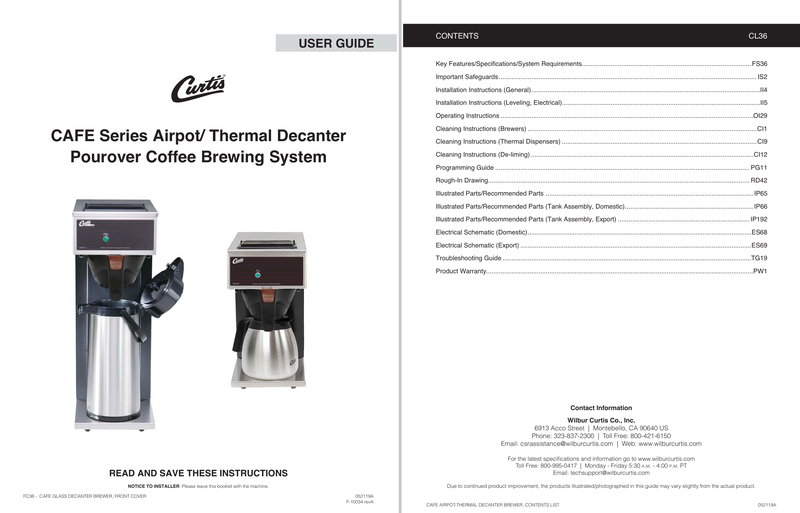 USER GUIDE
Curtis®
CAFE Series Airpot/ Thermal Decanter
Pourover Coffee Brewing System
Curtis
Curtis
READ AND SAVE THESE INSTRUCTIONS
NOTICE TO INSTALLER: Please leave this booklet with the machine.
FC36 - CAFE GLASS DECANTER BREWER, FRONT COVER
052119A
F-10034 revA
CONTENTS CL36
Key Features/Specifications/System Requirements FS36
Important Safeguards IS2
Installation Instructions (General) II4
Installation Instructions (Leveling, Electrical) II5
Operating Instructions OI29
Cleaning Instructions (Brewers) CI1
Cleaning Instructions (Thermal Dispensers) CI9
Cleaning Instructions (De-liming) CI12
Programming Guide PG11
Rough-In Drawing RD42
Illustrated Parts/Recommended Parts IP65
Illustrated Parts/Recommended Parts (Tank Assembly, Domestic) IP66
Illustrated Parts/Recommended Parts (Tank Assembly, Export) IP192
Electrical Schematic (Domestic) ES68
Electrical Schematic (Export) ES69
Troubleshooting Guide TG19
Product Warranty PW1
Contact Information
Wilbur Curtis Co., Inc.
6913 Acco Street | Montebello, CA 90640 US
Phone: 323-837-2300 | Toll Free: 800-421-6150
Email: csrassistance@wilburcurtis.com | Web: www.wilburcurtis.com
For the latest specifications and information go to www.wilburcurtis.com
Toll Free: 800-995-0417 | Monday - Friday 5:30 A.M. - 4:00 P.M. PT
Email: techsupport@wilburcurtis.com
Due to continued product improvement, the products illustrated/photographed in this guide may vary slightly from the actual product.
CAFE AIRPOT-THERMAL DECANTER BREWER, CONTENTS LIST
052119A